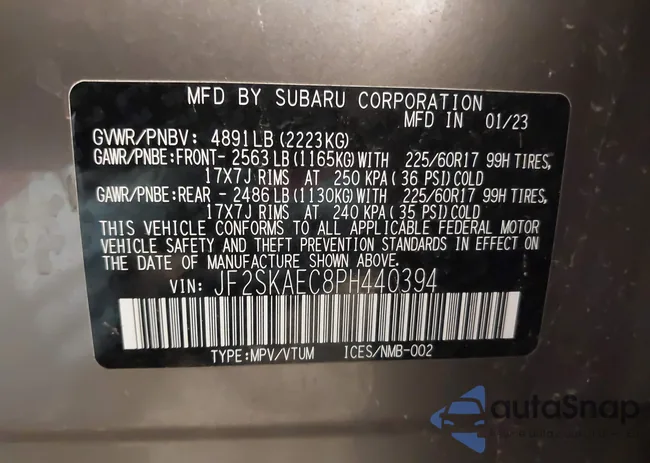 MFD BY SUBARU CORPORATION
MFD IN 01/23
GVWR/PNBV: 4891LB (2223KG)
GAWR/PNBE:FRONT- 2563 LB (1165KG) WITH 225/60R17 99H TIRES,
17X7J RIMS AT 250 KPA (36 PSI) COLD
GAWR/PNBE:REAR - 2486 LB (1130KG) WITH 225/60R17 99H TIRES,
17X7J RIMS AT 240 KPA (35 PSI) COLD
THIS VEHICLE CONFORMS TO ALL APPLICABLE FEDERAL MOTOR
VEHICLE SAFETY AND THEFT PREVENTION STANDARDS IN EFFECT ON
THE DATE OF MANUFACTURE SHOWN ABOVE.
VIN: JF2SKAEC8PH440394
TYPE:MPV/VTUM ICES/NMB-002
autoSnap